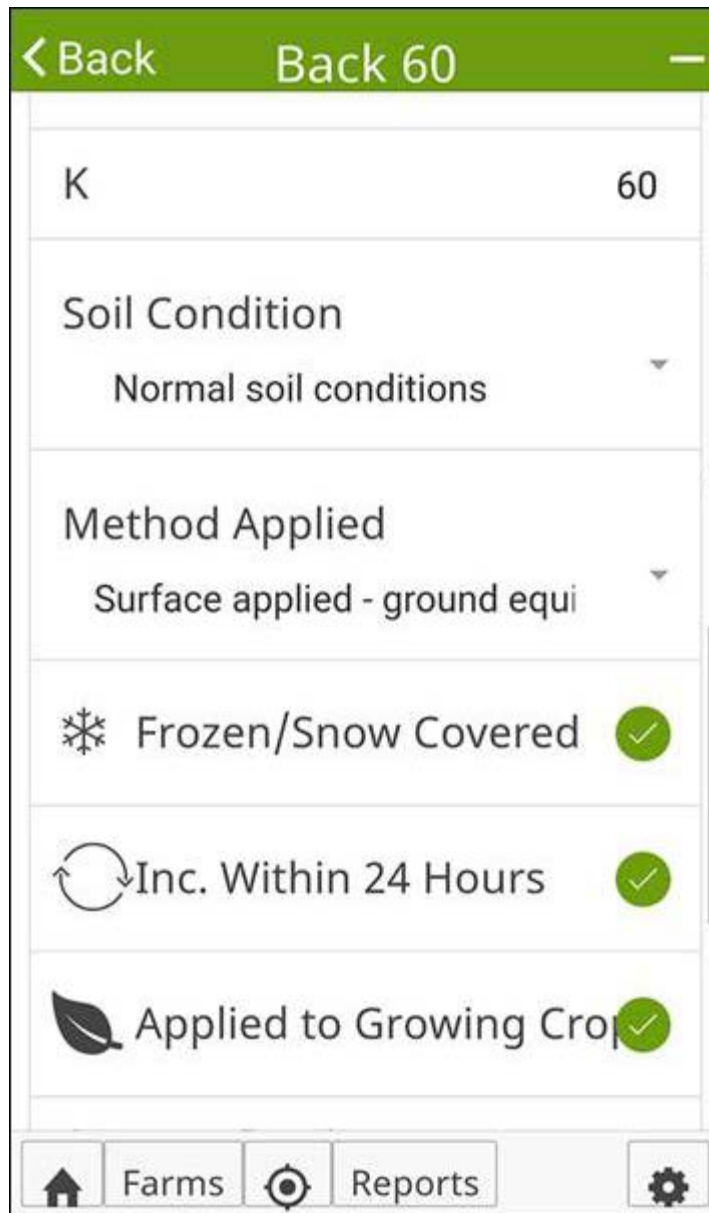 Back
Back 60
K
60
Soil Condition
Normal soil conditions
Method Applied
Surface applied - ground equi
Frozen/Snow Covered
Inc. Within 24 Hours
Applied to Growing Crop
Farms
Reports